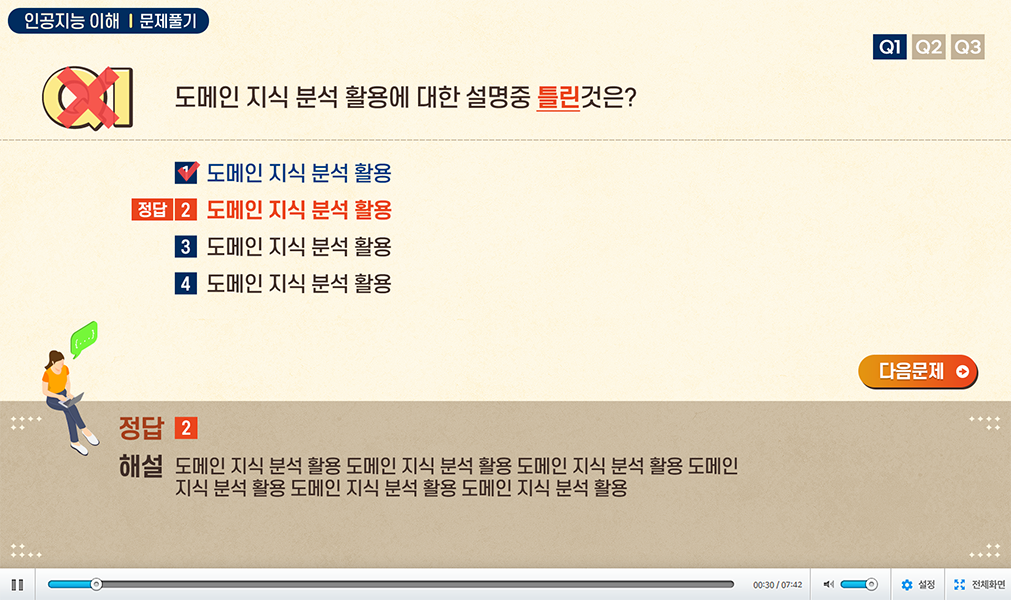 인공지능 이해 | 문제풀기
Q1 Q2 Q3
Q1
도메인 지식 분석 활용에 대한 설명중 틀린것은?
1 도메인 지식 분석 활용
정답 2 도메인 지식 분석 활용
3 도메인 지식 분석 활용
4 도메인 지식 분석 활용
(...)
다음문제
정답 2
해설 도메인 지식 분석 활용 도메인 지식 분석 활용 도메인 지식 분석 활용 도메인
지식 분석 활용 도메인 지식 분석 활용 도메인 지식 분석 활용
00:30 / 07:42 설정 전체화면